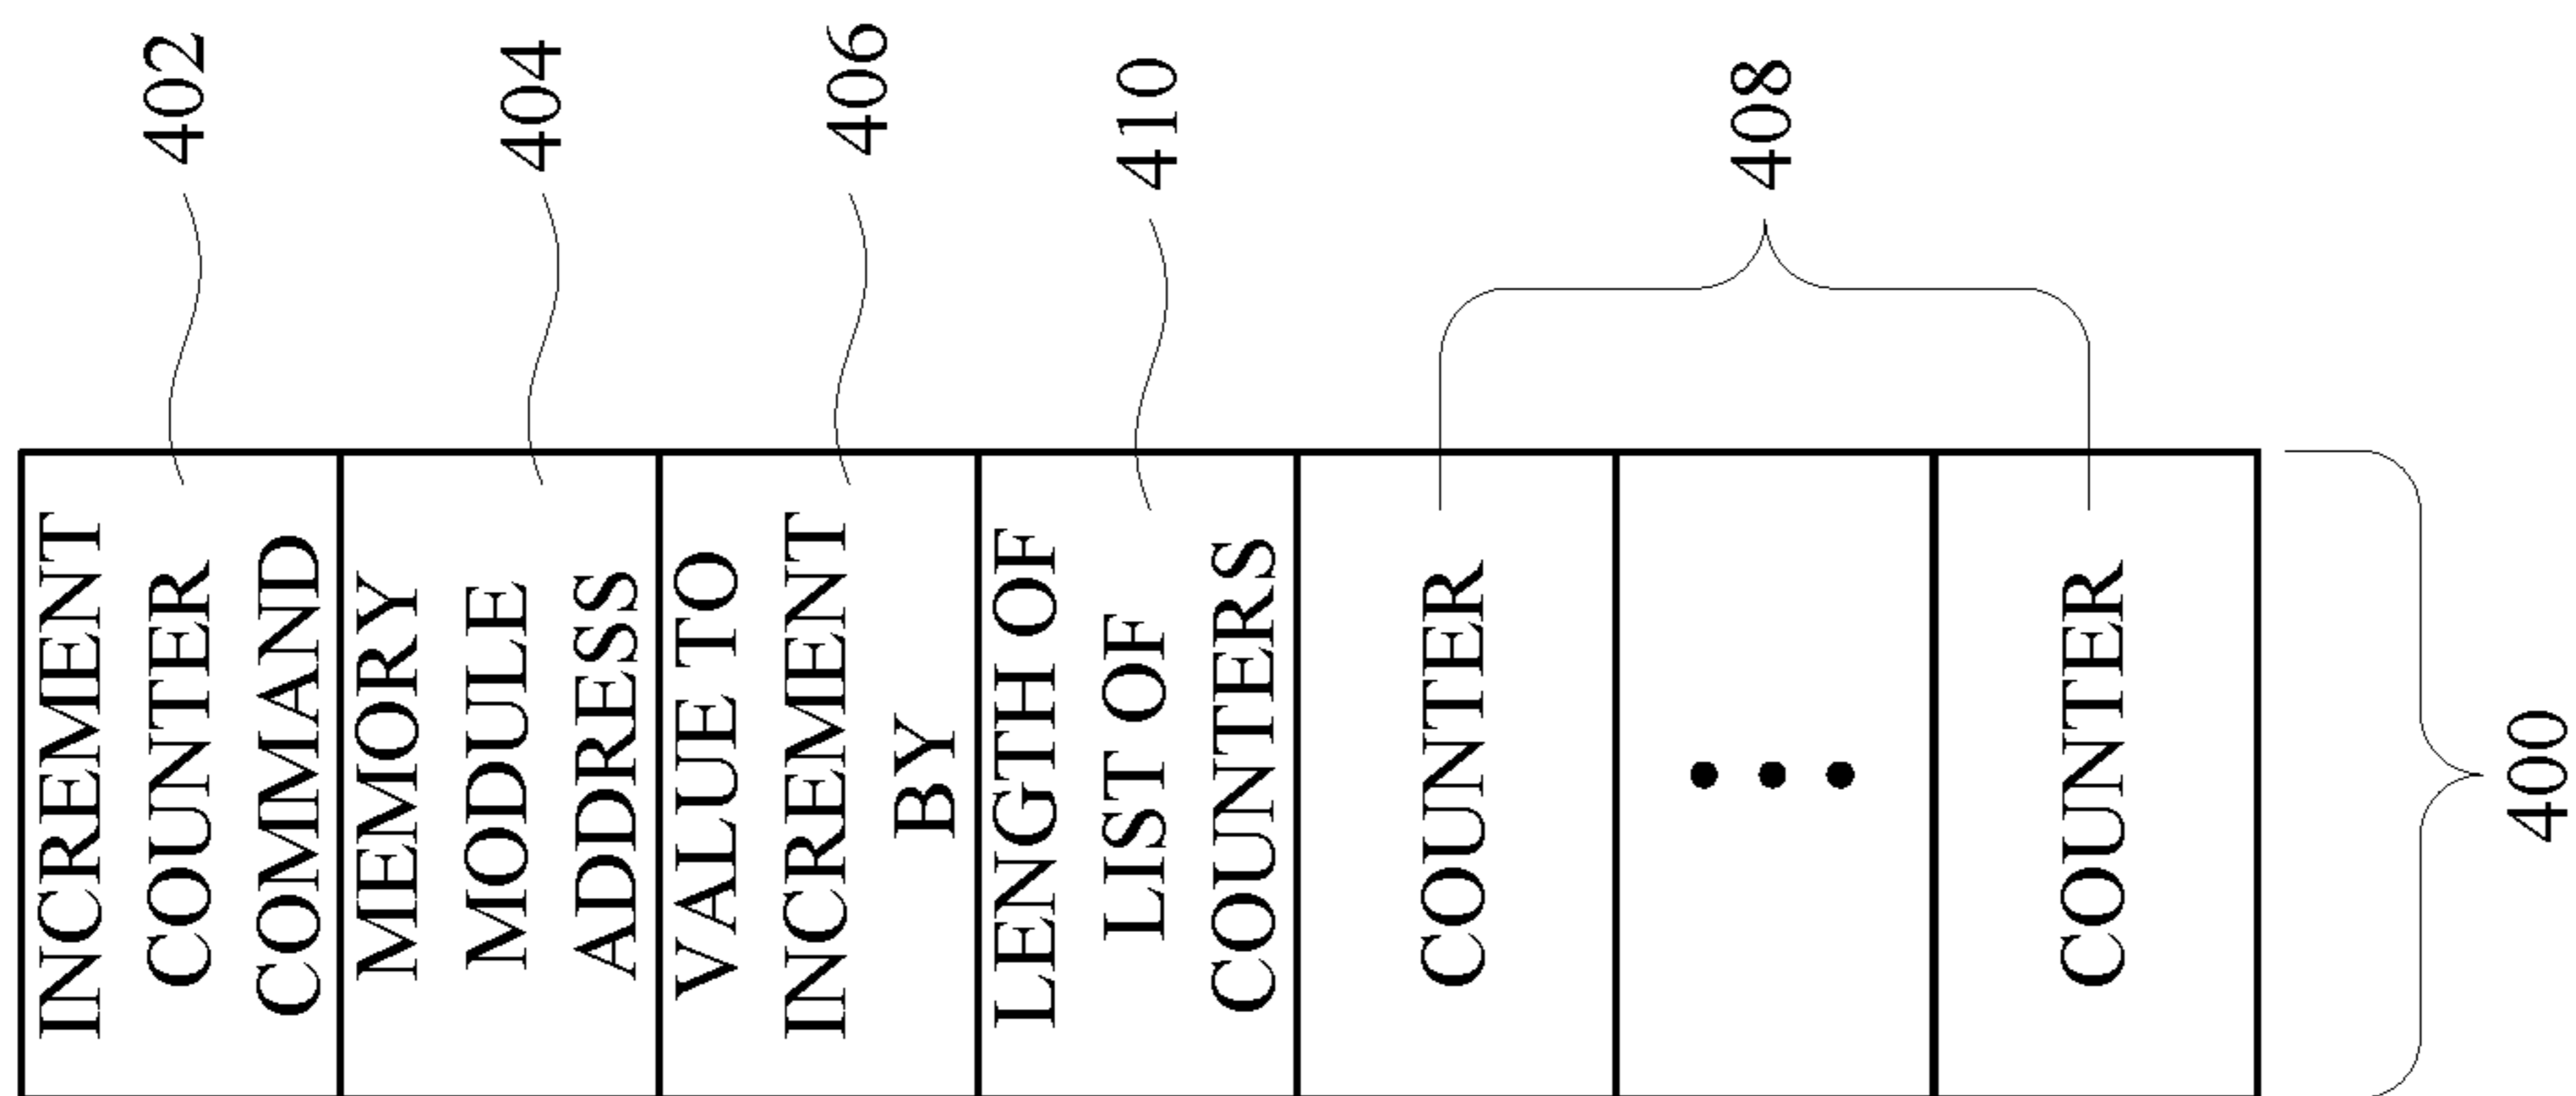 INCREMENT
COUNTER
COMMAND
402
MEMORY
MODULE
ADDRESS
404
VALUE TO
INCREMENT
BY
406
LENGTH OF
LIST OF
COUNTERS
410
COUNTER
• • •
COUNTER
408
400